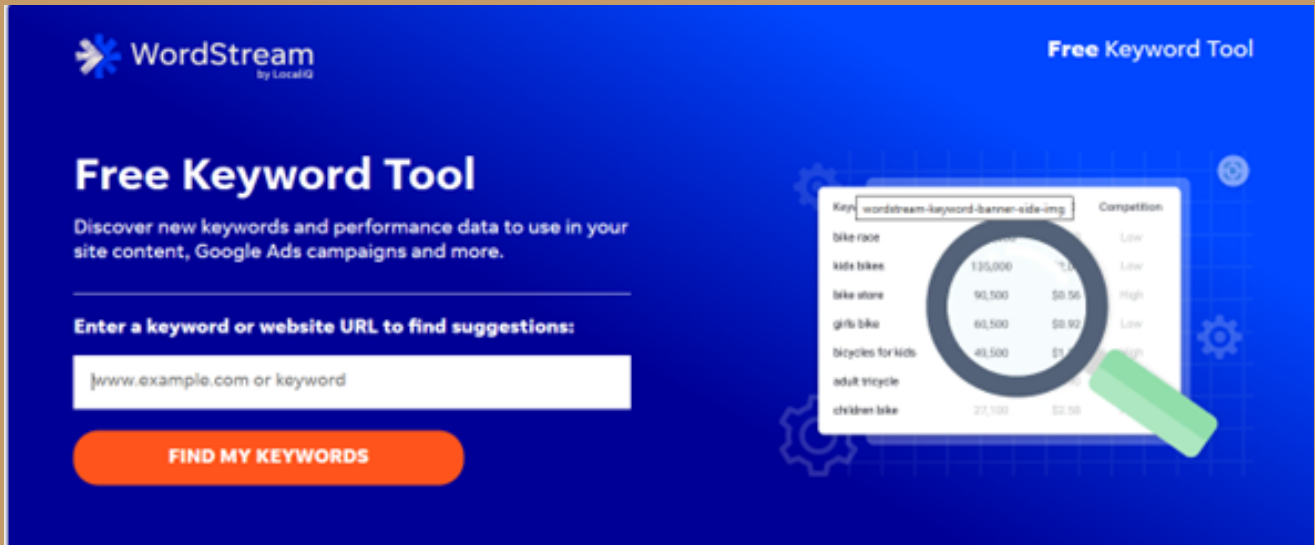 WordStream
by LocaliQ
Free Keyword Tool
Free Keyword Tool
Discover new keywords and performance data to use in your
site content, Google Ads campaigns and more.
Enter a keyword or website URL to find suggestions:
www.example.com or keyword
FIND MY KEYWORDS
wordstream-keyword-banner-side-img Competition
bike race Low
kids bikes 135,000 Low
bike store 90,500 $0.56 High
girls bike 60,500 $0.92 Low
bicycles for kids 49,500
adult tricycle
children bike 27,100 $2.50